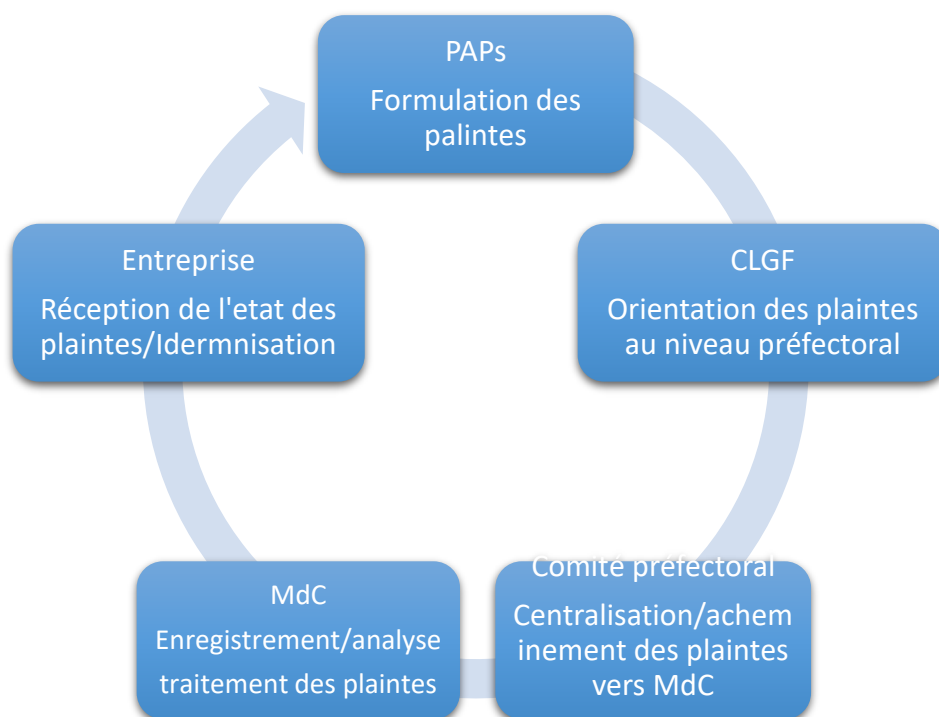 PAPs
Formulation des
palintes
CLGF
Orientation des plaintes
au niveau préfectoral
Comité préfectoral
Centralisation/achem
inement des plaintes
vers MdC
MdC
Enregistrement/analyse
traitement des plaintes
Entreprise
Réception de l'etat des
plaintes/Idermnisation